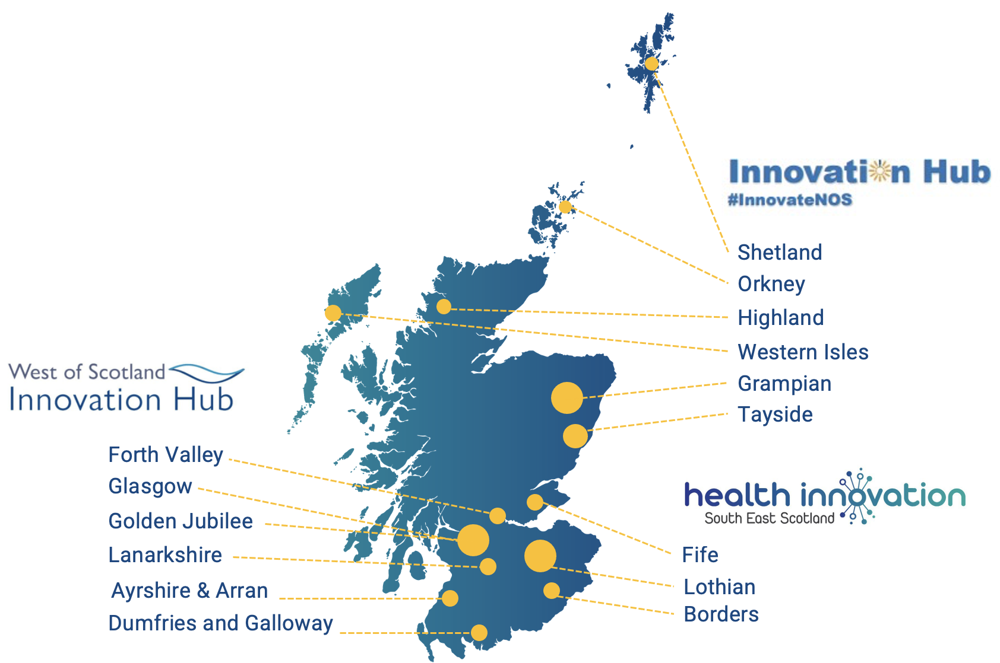 Innovation Hub
#InnovateNOS
Shetland
Orkney
Highland
Western Isles
Grampian
Tayside
West of Scotland
Innovation Hub
Forth Valley
Glasgow
Golden Jubilee
Lanarkshire
Ayrshire & Arran
Dumfries and Galloway
health innovation
South East Scotland
Fife
Lothian
Borders